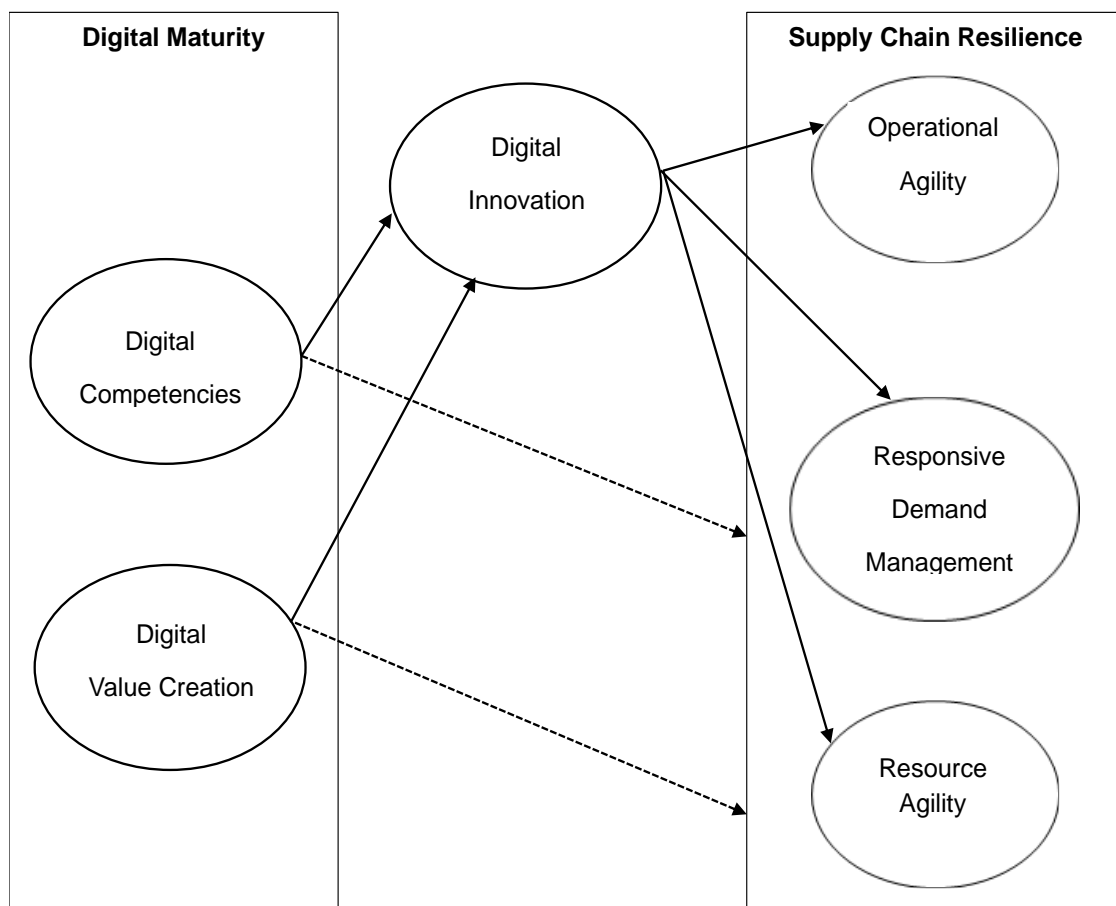 Digital Maturity
Supply Chain Resilience
Digital
Innovation
Operational
Agility
Digital
Competencies
Responsive
Demand
Management
Digital
Value Creation
Resource
Agility